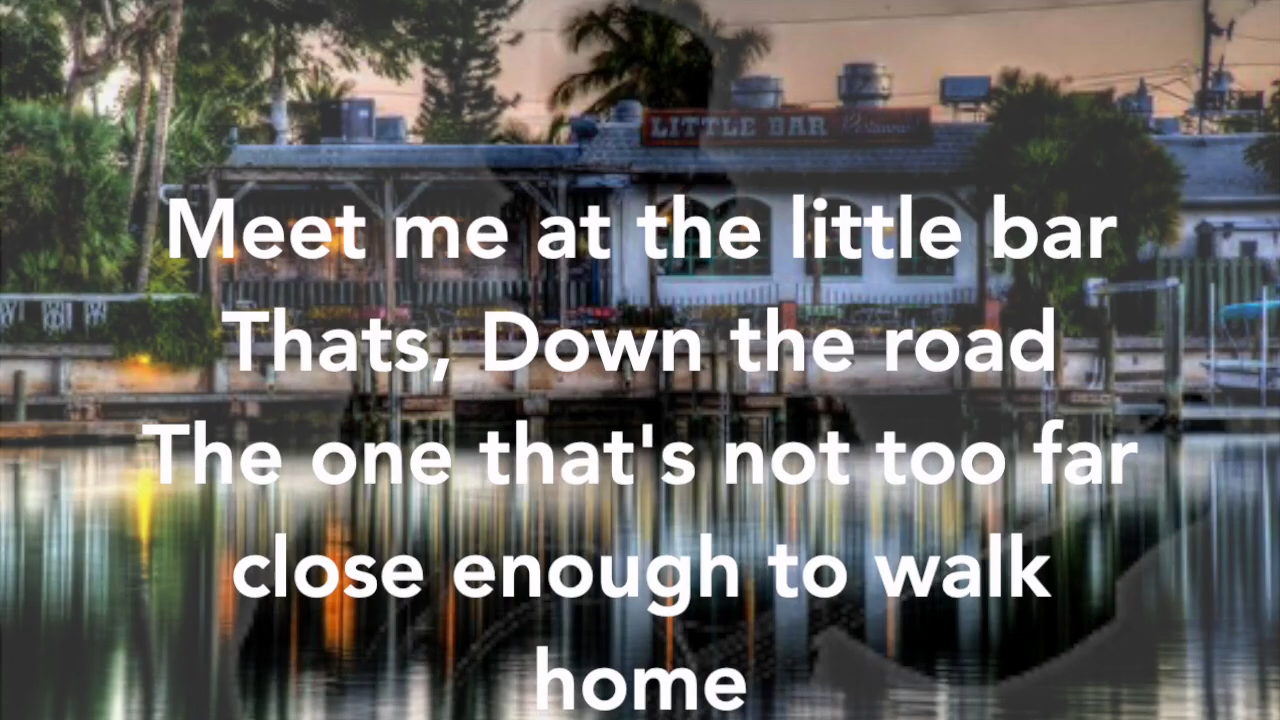 LITTLE BAR Restaurant
Meet me at the little bar
Thats, Down the road
The one that's not too far
close enough to walk
home